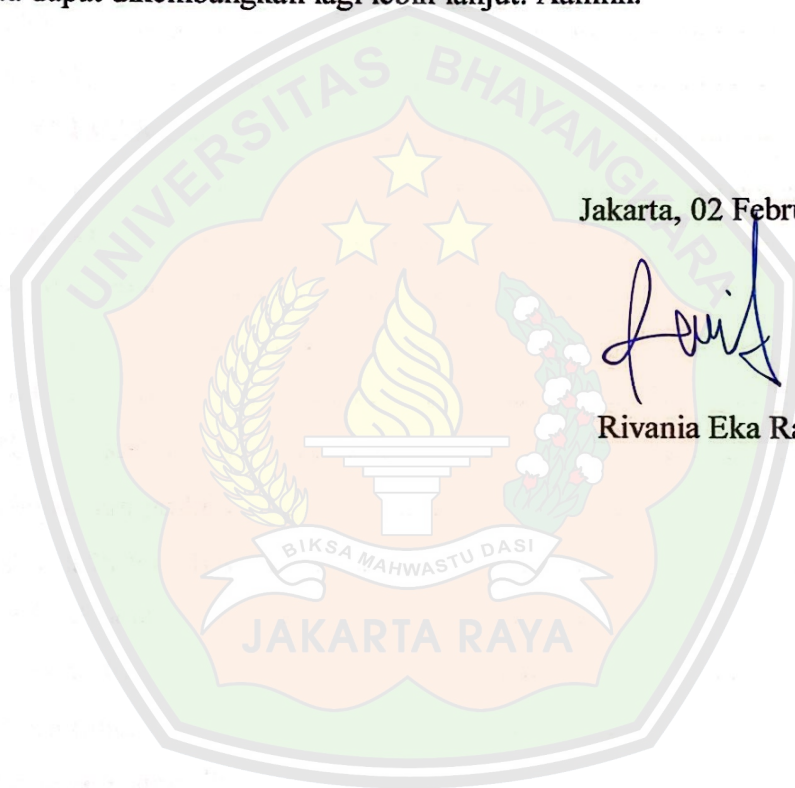 dapat dikembangkan lagi lebih lanjut. Aamiin.
UNIVERSITAS BHAYANGKARA
Jakarta, 02 Febru
Rivania Eka Ra
BIKSA MAHWASTU DASI
JAKARTA RAYA